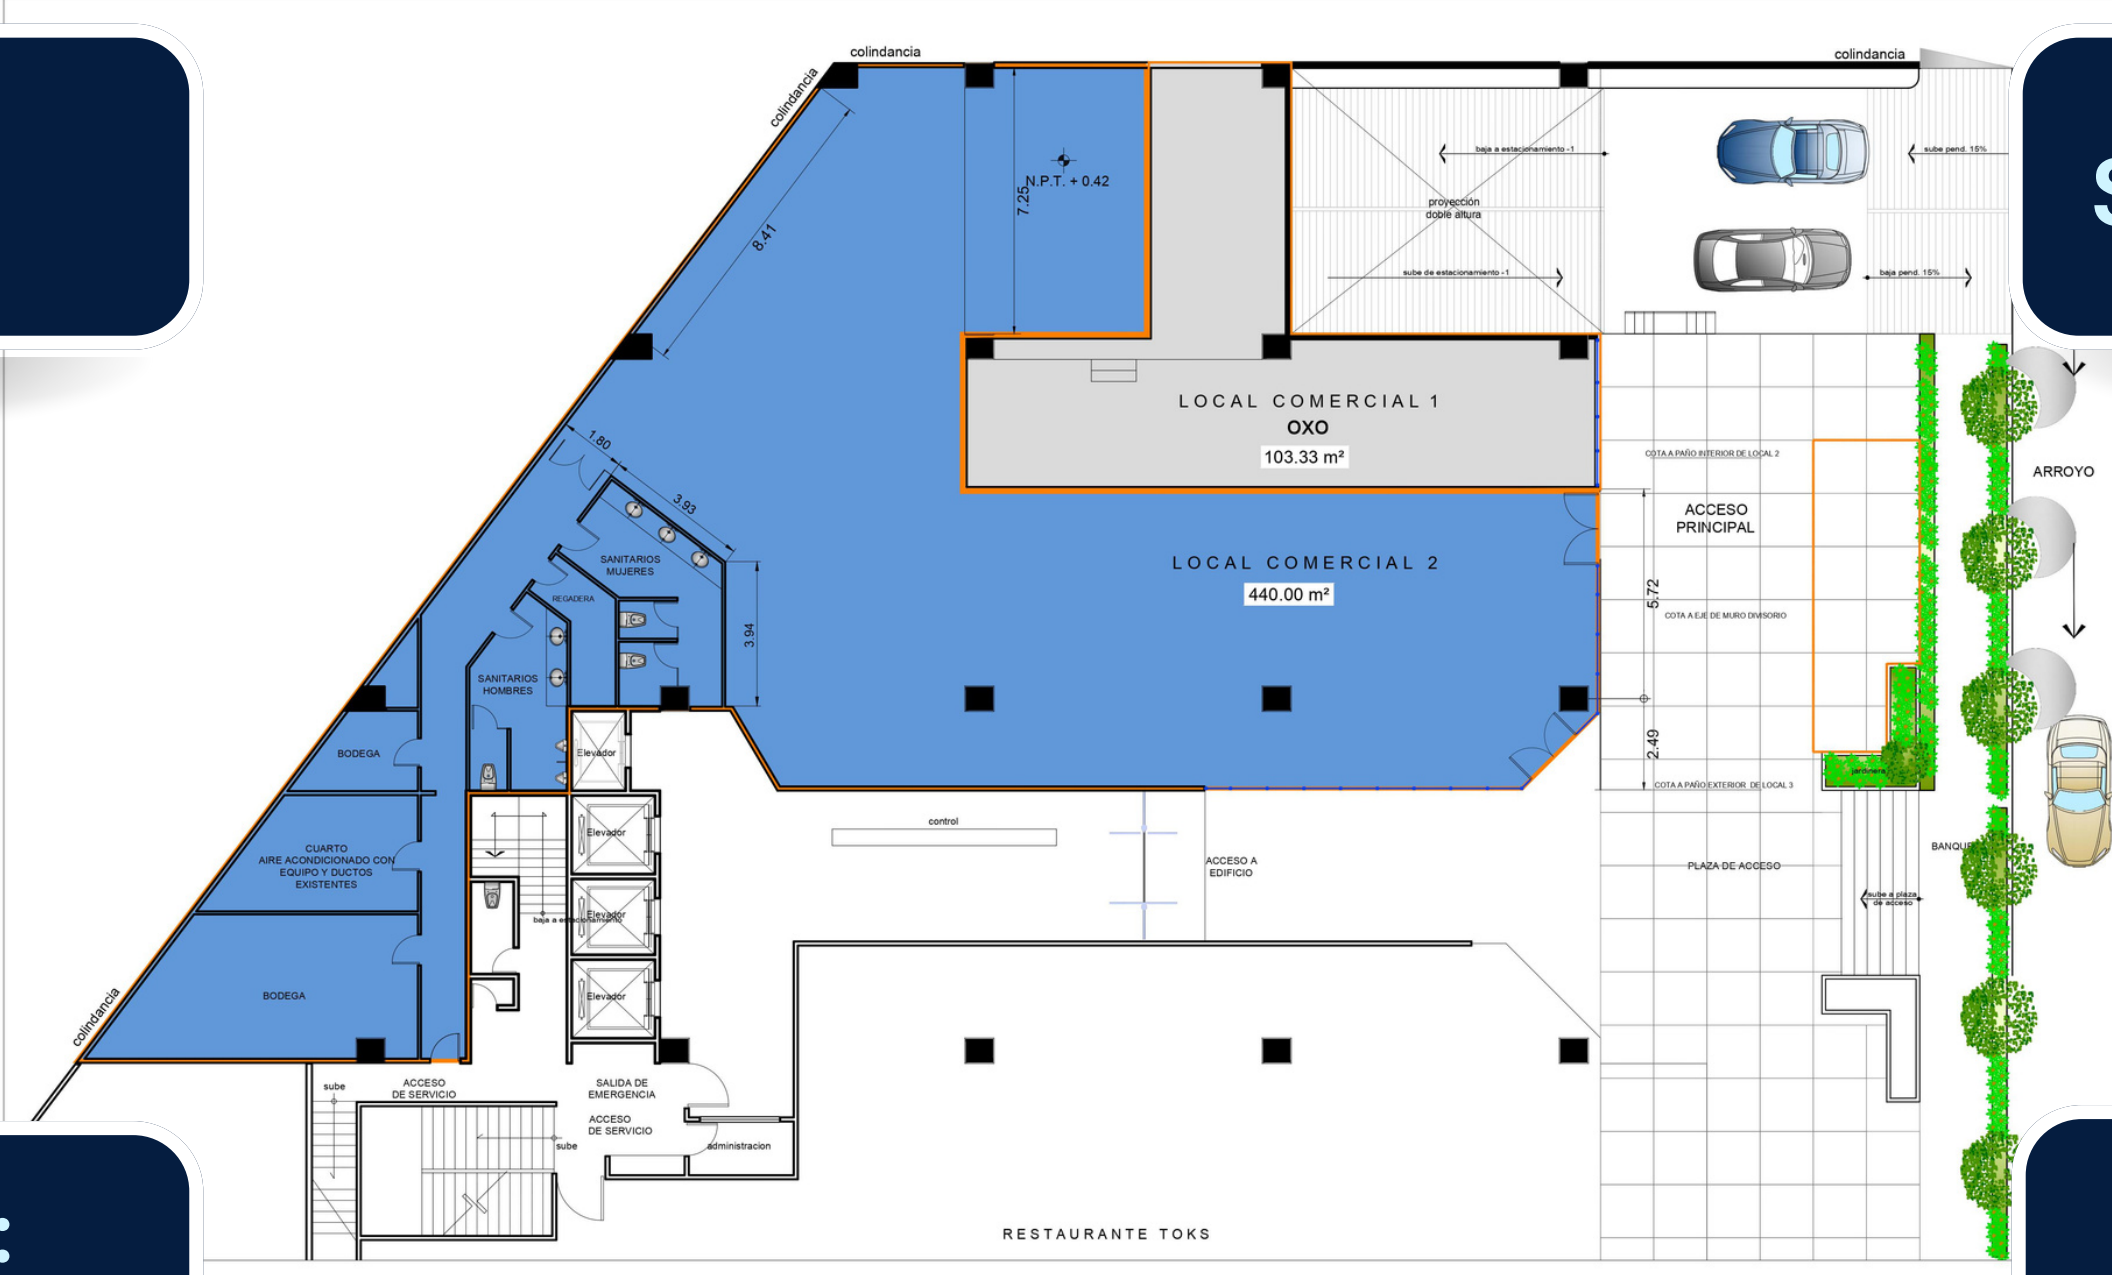 colindancia
colindancia
colindancia
S
7.25
N.P.T. + 0.42
8.41
baja a estacionamiento -1
sube pend. 15%
proyección
doble altura
sube de estacionamiento -1
baja pend. 15%
LOCAL COMERCIAL 1
OXO
103.33 m²
1.80
3.93
COTA A PAÑO INTERIOR DE LOCAL 2
ARROYO
ACCESO
PRINCIPAL
LOCAL COMERCIAL 2
440.00 m²
SANITARIOS
MUJERES
REGADERA
3.94
5.72
COTA A EJE DE MURO DIVISORIO
SANITARIOS
HOMBRES
2.49
BODEGA
Elevador
jardinera
COTA A PAÑO EXTERIOR DE LOCAL 3
control
Elevador
CUARTO
AIRE ACONDICIONADO CON
EQUIPO Y DUCTOS
EXISTENTES
ACCESO A
EDIFICIO
PLAZA DE ACCESO
BANQUE
sube a plaza
de acceso
baja a estacionamiento
Elevador
BODEGA
Elevador
colindancia
sube
ACCESO
DE SERVICIO
SALIDA DE
EMERGENCIA
ACCESO
DE SERVICIO
sube
administracion
RESTAURANTE TOKS
: